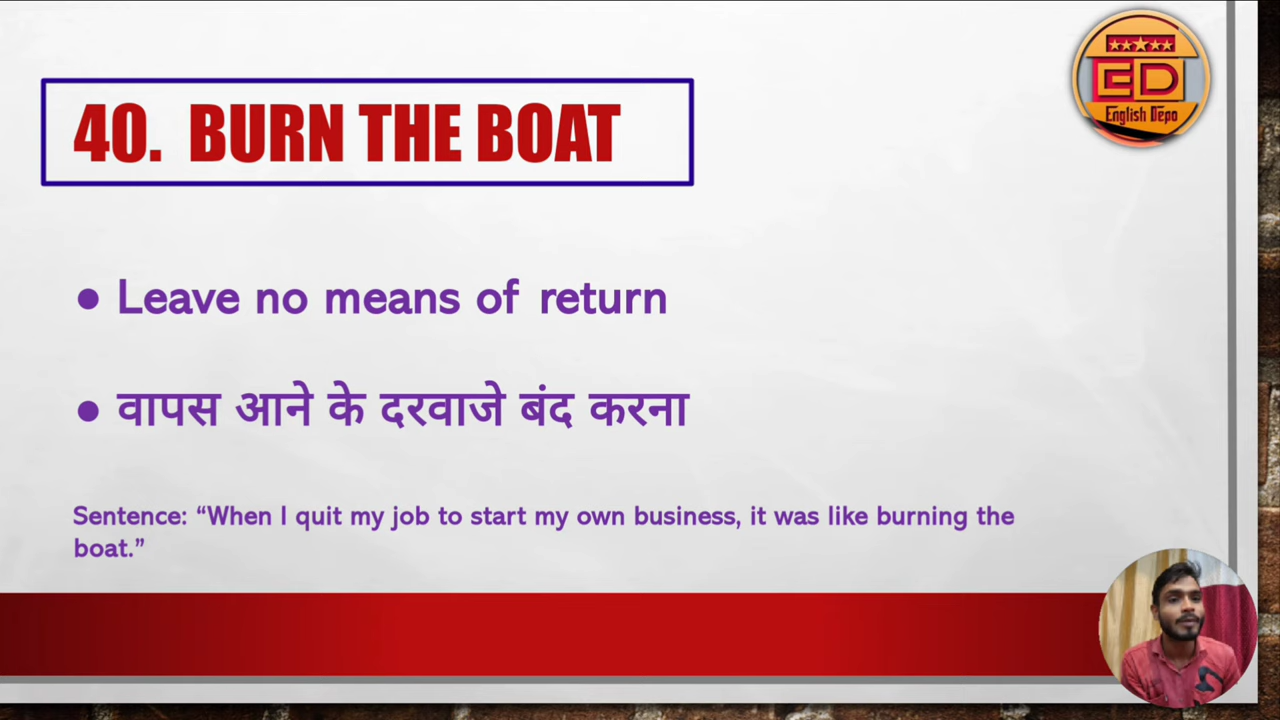 ED
English Depo
40. BURN THE BOAT
● Leave no means of return
● वापस आने के दरवाजे बंद करना
Sentence: “When I quit my job to start my own business, it was like burning the
boat.”